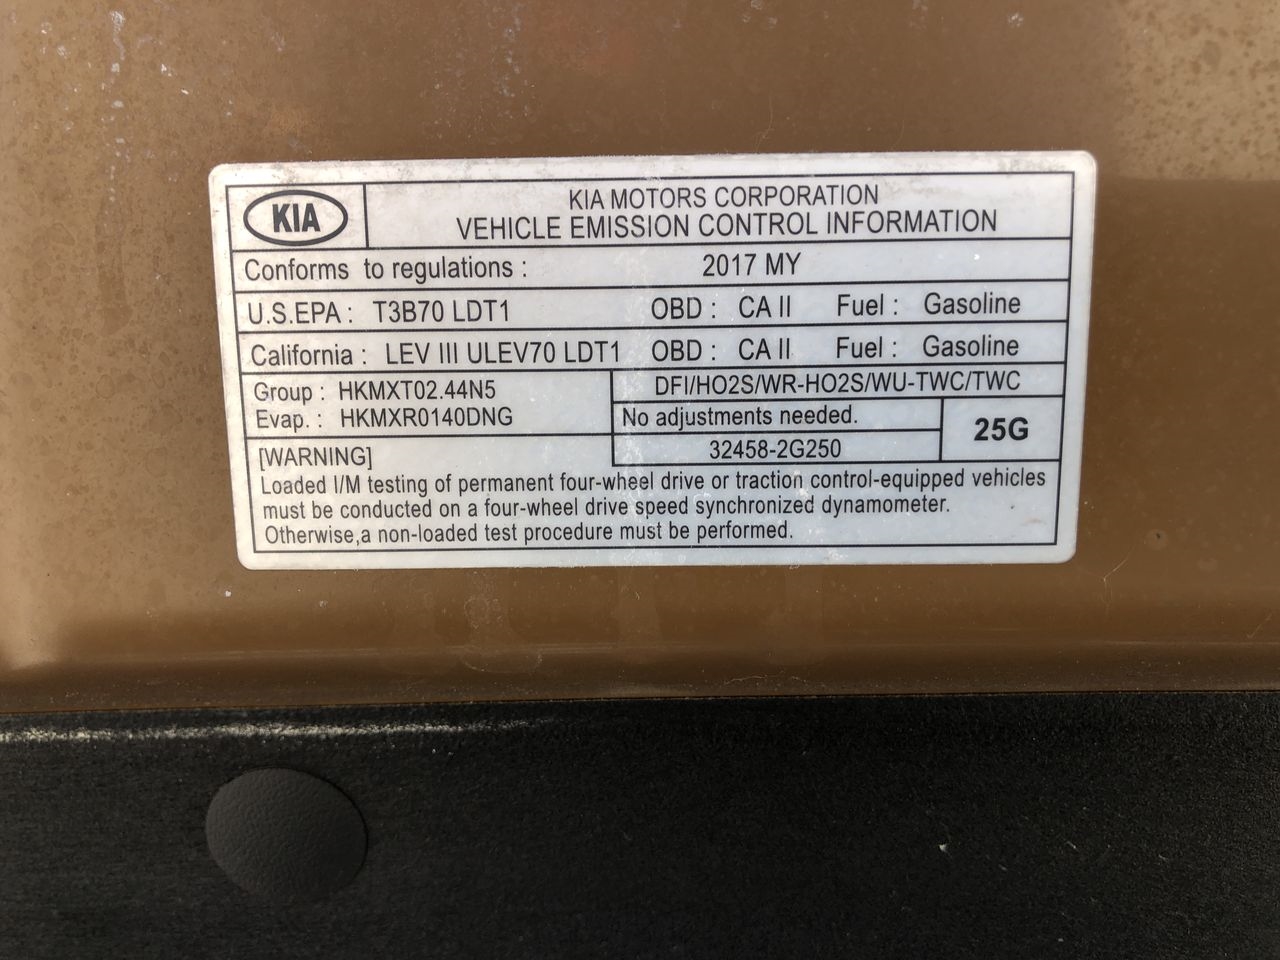 KIA
KIA MOTORS CORPORATION
VEHICLE EMISSION CONTROL INFORMATION
Conforms to regulations : 2017 MY
U.S.EPA : T3B70 LDT1 OBD : CA II Fuel : Gasoline
California : LEV III ULEV70 LDT1 OBD : CA II Fuel : Gasoline
Group : HKMXT02.44N5
Evap. : HKMXR0140DNG
DFI/HO2S/WR-HO2S/WU-TWC/TWC
No adjustments needed.
32458-2G250
25G
[WARNING]
Loaded I/M testing of permanent four-wheel drive or traction control-equipped vehicles
must be conducted on a four-wheel drive speed synchronized dynamometer.
Otherwise,a non-loaded test procedure must be performed.